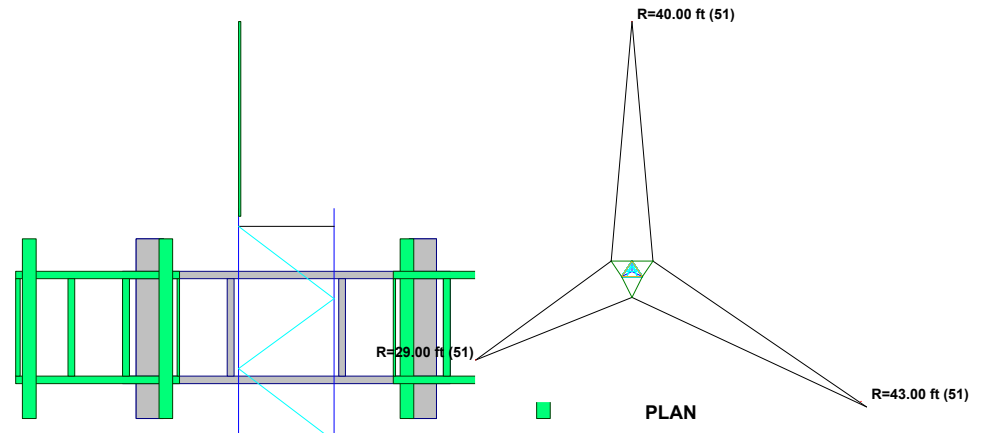 R=40.00 ft (51)
R=29.00 ft (51)
R=43.00 ft (51)
PLAN